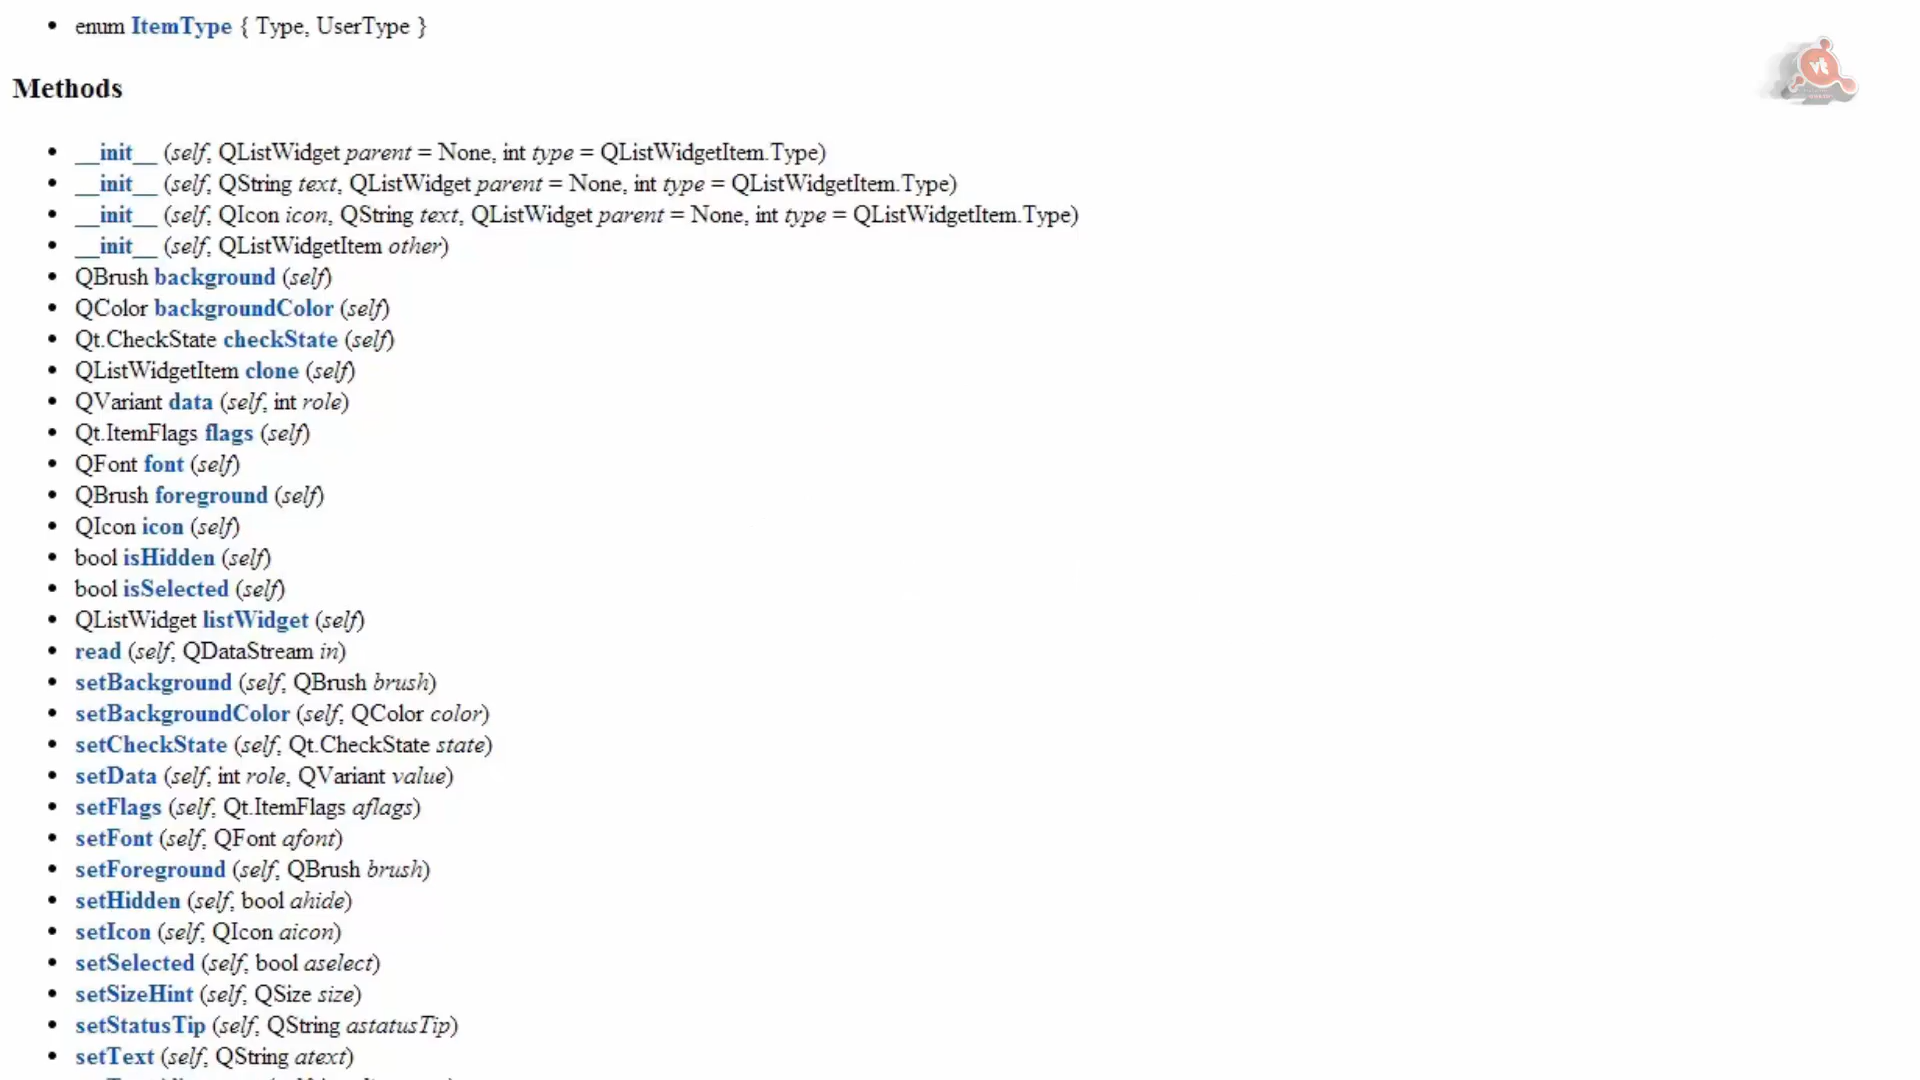 enum ItemType { Type, UserType }
Methods
__init__ (self, QListWidget parent = None, int type = QListWidgetItem.Type)
__init__ (self, QString text, QListWidget parent = None, int type = QListWidgetItem.Type)
__init__ (self, QIcon icon, QString text, QListWidget parent = None, int type = QListWidgetItem.Type)
__init__ (self, QListWidgetItem other)
QBrush background (self)
QColor backgroundColor (self)
Qt.CheckState checkState (self)
QListWidgetItem clone (self)
QVariant data (self, int role)
Qt.ItemFlags flags (self)
QFont font (self)
QBrush foreground (self)
QIcon icon (self)
bool isHidden (self)
bool isSelected (self)
QListWidget listWidget (self)
read (self, QDataStream in)
setBackground (self, QBrush brush)
setBackgroundColor (self, QColor color)
setCheckState (self, Qt.CheckState state)
setData (self, int role, QVariant value)
setFlags (self, Qt.ItemFlags aflags)
setFont (self, QFont afont)
setForeground (self, QBrush brush)
setHidden (self, bool ahide)
setIcon (self, QIcon aicon)
setSelected (self, bool aselect)
setSizeHint (self, QSize size)
setStatusTip (self, QString astatusTip)
setText (self, QString atext)
vt